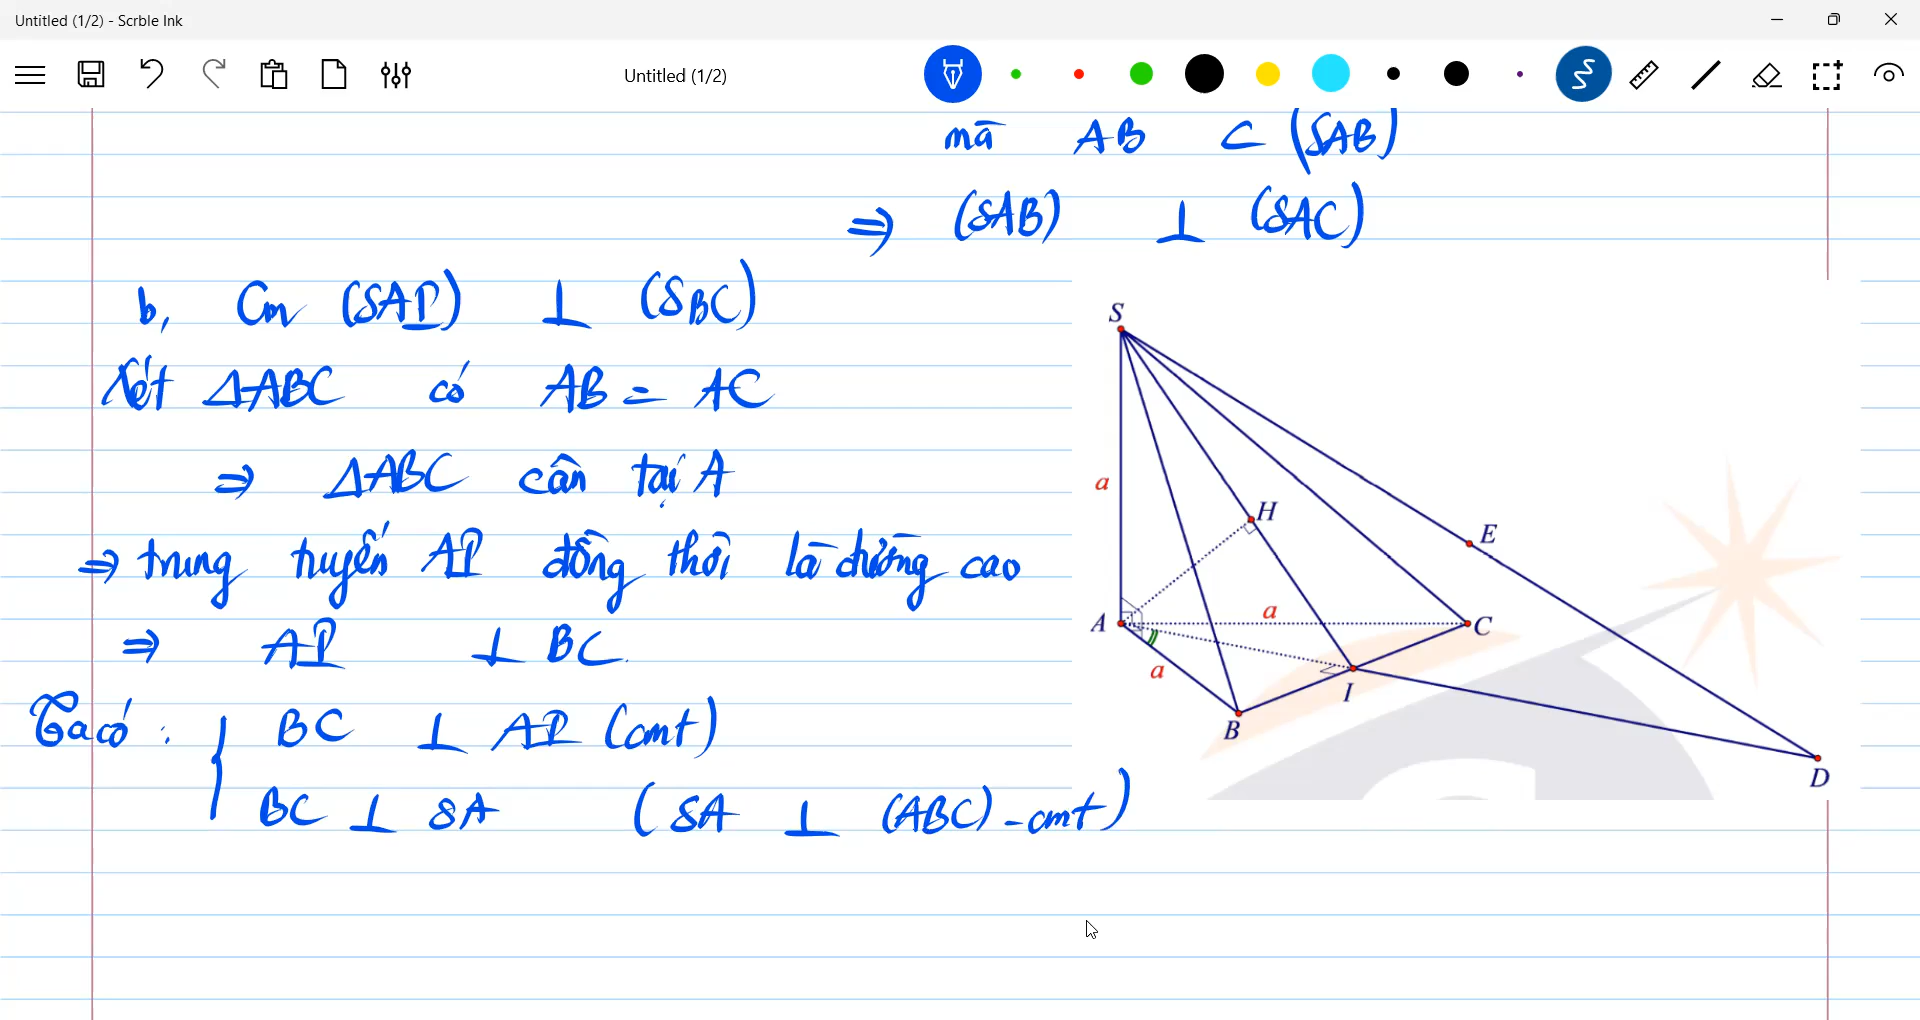 Untitled (1/2) - Scrble Ink
Untitled (1/2)
mà AB ⊂ (SAB)
⇒ (SAB) ⊥ (SAC)
b, Cm (SAI) ⊥ (SBC)
Xét ΔABC có AB = AC
⇒ ΔABC cân tại A
⇒ trung tuyến AI đồng thời là đường cao
⇒ AI ⊥ BC.
Ta có : { BC ⊥ AI (cmt)
BC ⊥ SA (SA ⊥ (ABC) - cmt)
S
a
H
E
A
a
C
a
I
B
D